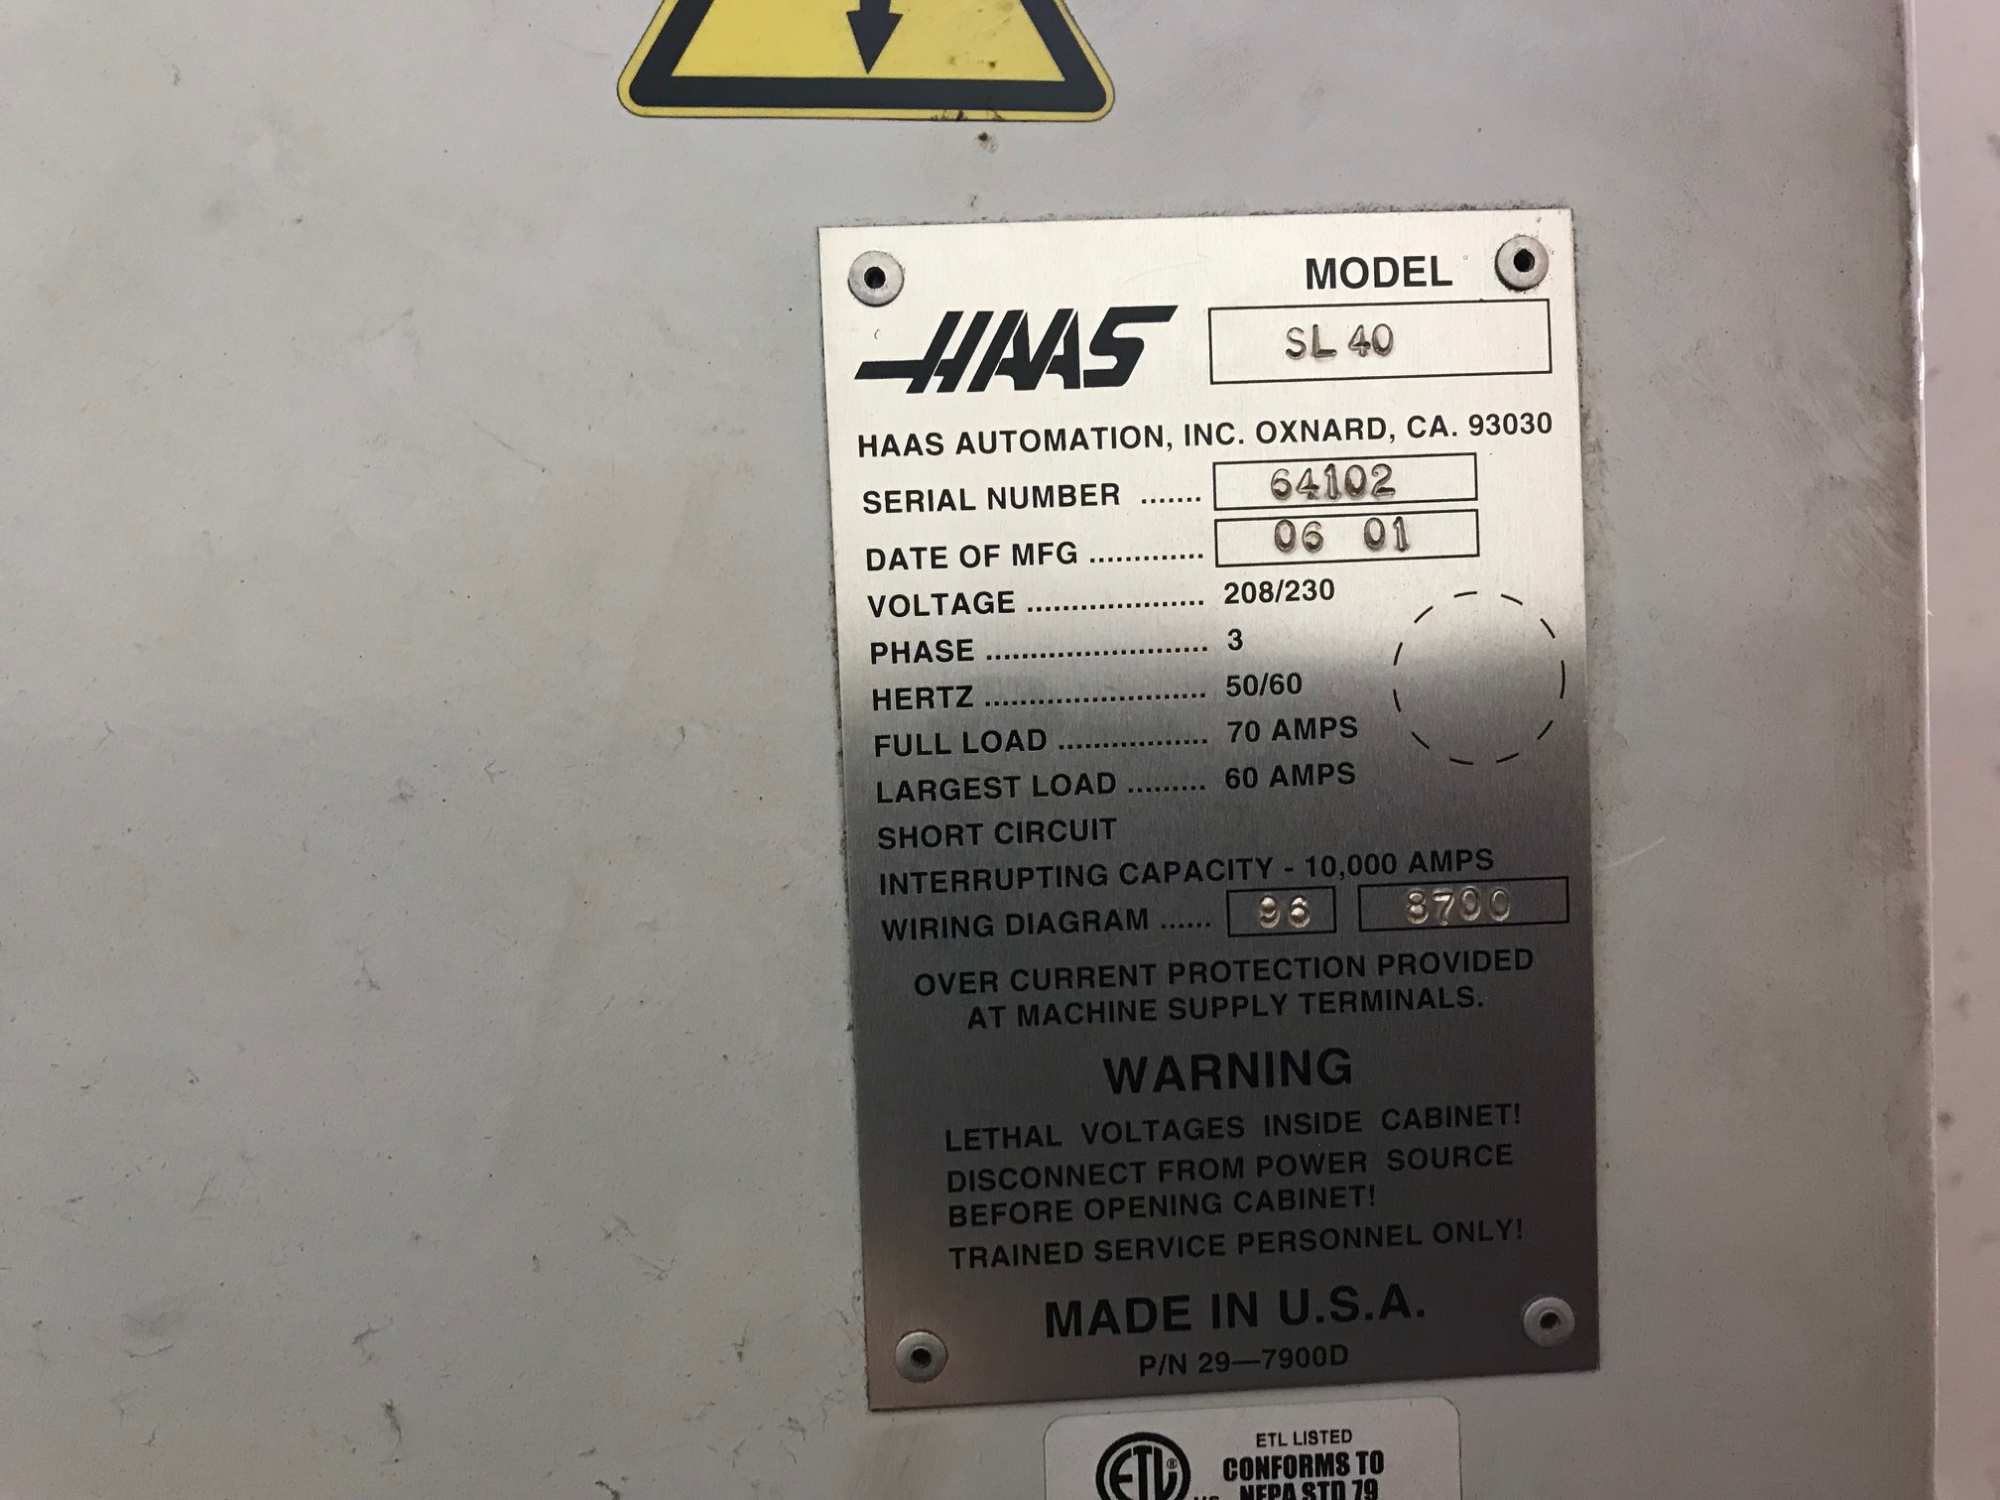 MODEL
HAAS
SL 40
HAAS AUTOMATION, INC. OXNARD, CA. 93030
SERIAL NUMBER ....... 64102
DATE OF MFG ............. 06 01
VOLTAGE .................... 208/230
PHASE ......................... 3
HERTZ ......................... 50/60
FULL LOAD ................. 70 AMPS
LARGEST LOAD ......... 60 AMPS
SHORT CIRCUIT
INTERRUPTING CAPACITY - 10,000 AMPS
WIRING DIAGRAM ...... 96 8700
OVER CURRENT PROTECTION PROVIDED
AT MACHINE SUPPLY TERMINALS.
WARNING
LETHAL VOLTAGES INSIDE CABINET!
DISCONNECT FROM POWER SOURCE
BEFORE OPENING CABINET!
TRAINED SERVICE PERSONNEL ONLY!
MADE IN U.S.A.
P/N 29—7900D
ETL LISTED
ETL® CONFORMS TO
NFPA STD 79